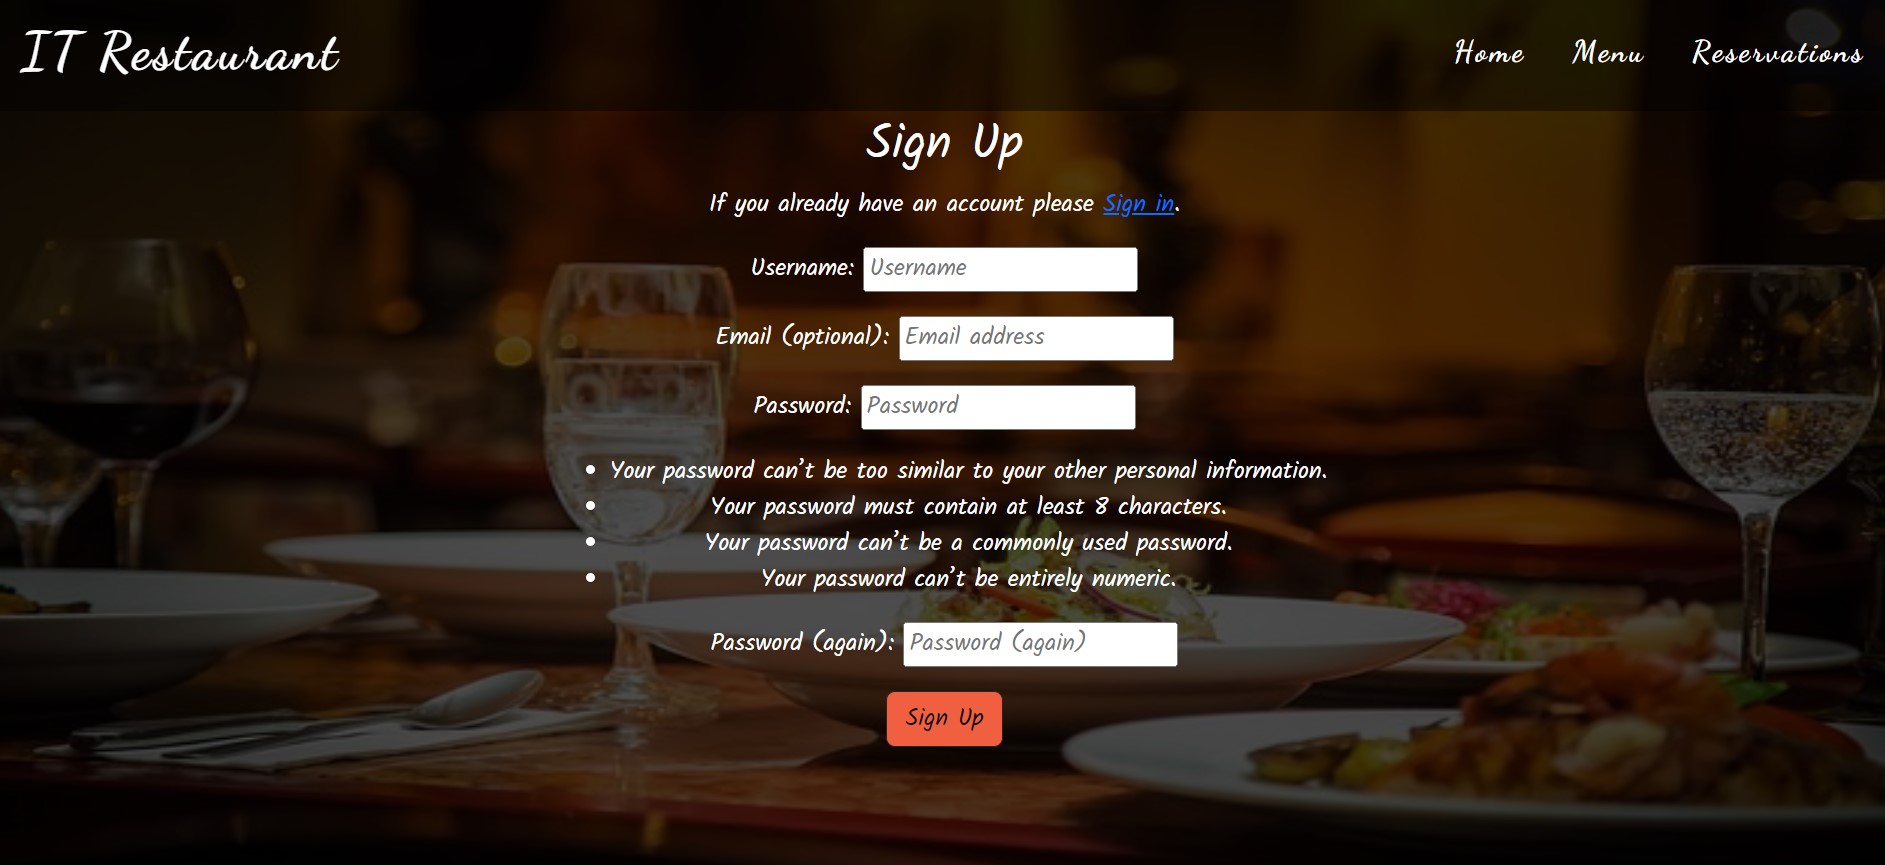 IT Restaurant
Home Menu Reservations
Sign Up
If you already have an account please Sign in.
Username: Username
Email (optional): Email address
Password: Password
• Your password can’t be too similar to your other personal information.
• Your password must contain at least 8 characters.
• Your password can’t be a commonly used password.
• Your password can’t be entirely numeric.
Password (again): Password (again)
Sign Up